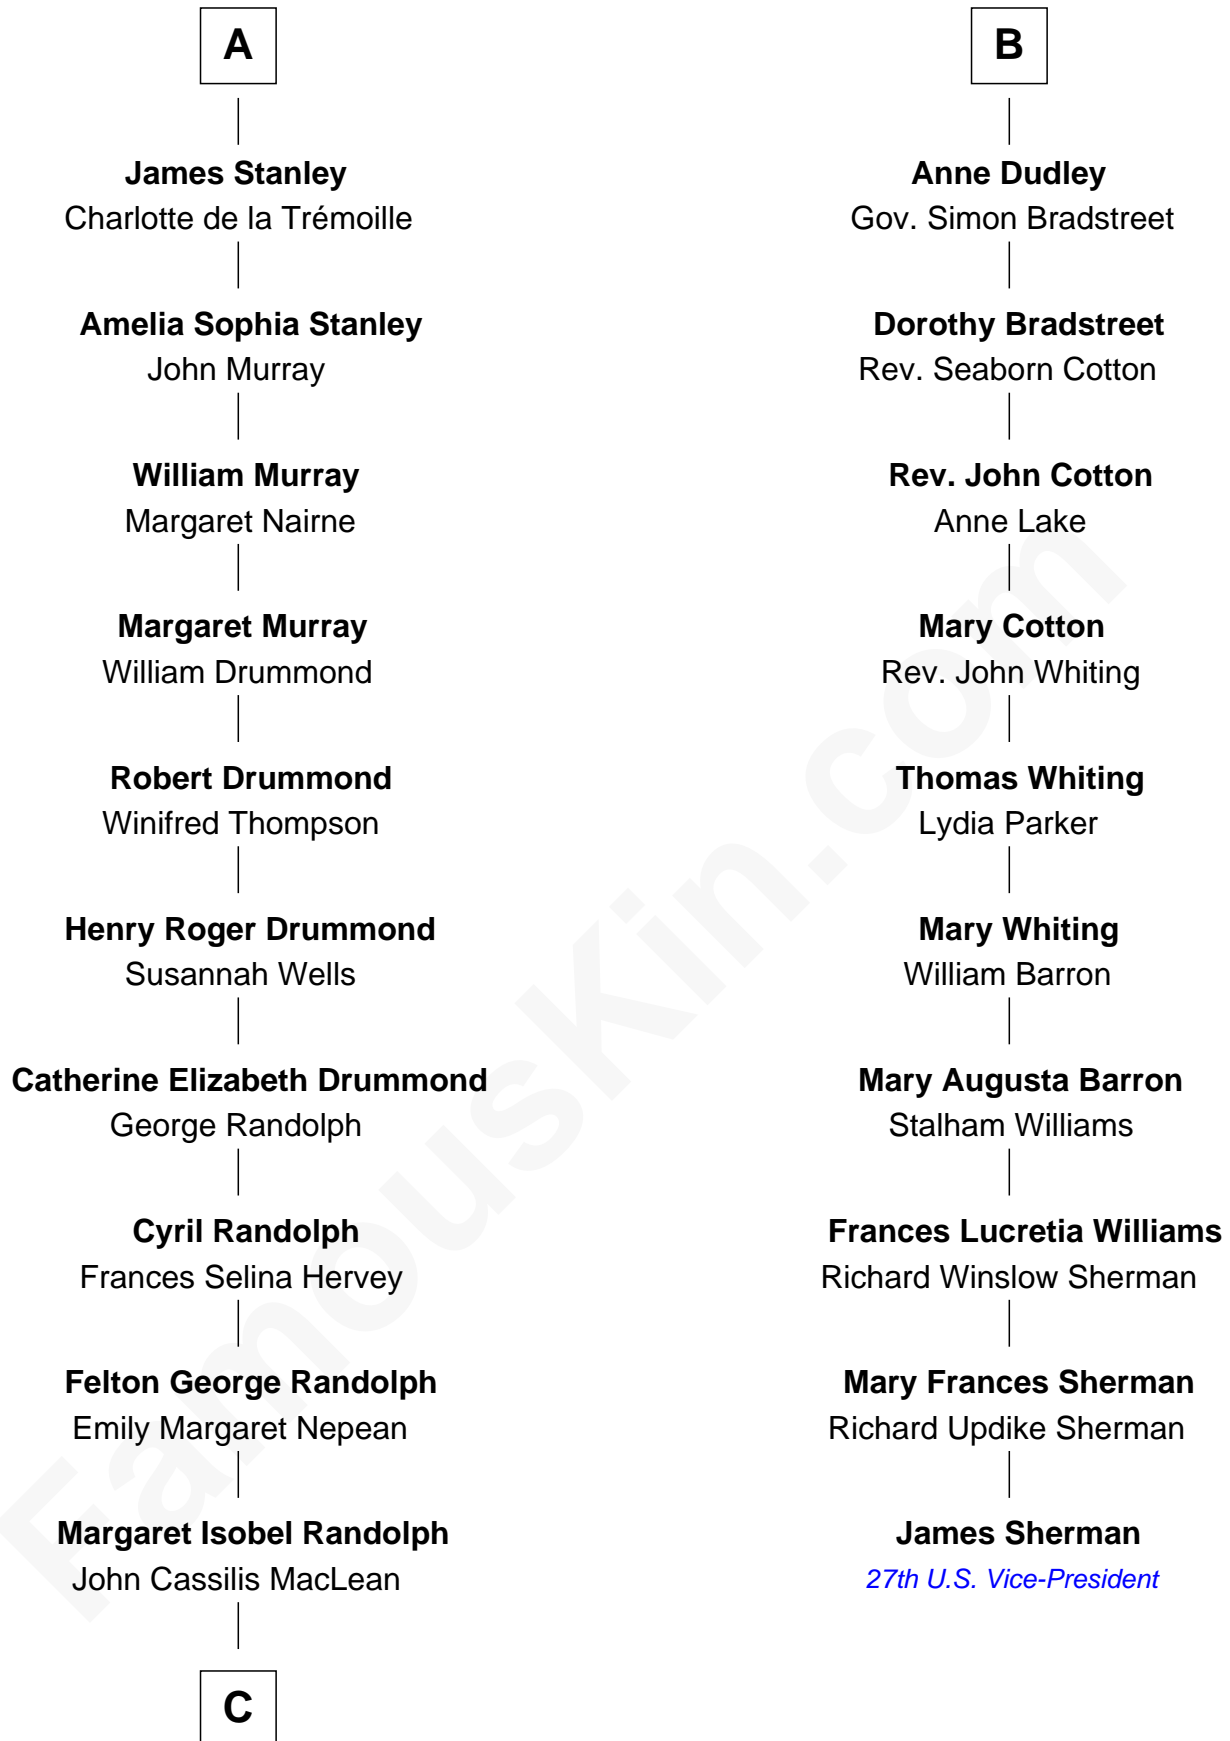 A
James Stanley
Charlotte de la Trémoille
Amelia Sophia Stanley
John Murray
William Murray
Margaret Nairne
Margaret Murray
William Drummond
Robert Drummond
Winifred Thompson
Henry Roger Drummond
Susannah Wells
Catherine Elizabeth Drummond
George Randolph
Cyril Randolph
Frances Selina Hervey
Felton George Randolph
Emily Margaret Nepean
Margaret Isobel Randolph
John Cassilis MacLean
C
B
Anne Dudley
Gov. Simon Bradstreet
Dorothy Bradstreet
Rev. Seaborn Cotton
Rev. John Cotton
Anne Lake
Mary Cotton
Rev. John Whiting
Thomas Whiting
Lydia Parker
Mary Whiting
William Barron
Mary Augusta Barron
Stalham Williams
Frances Lucretia Williams
Richard Winslow Sherman
Mary Frances Sherman
Richard Updike Sherman
James Sherman
27th U.S. Vice-President
FamousKin.com